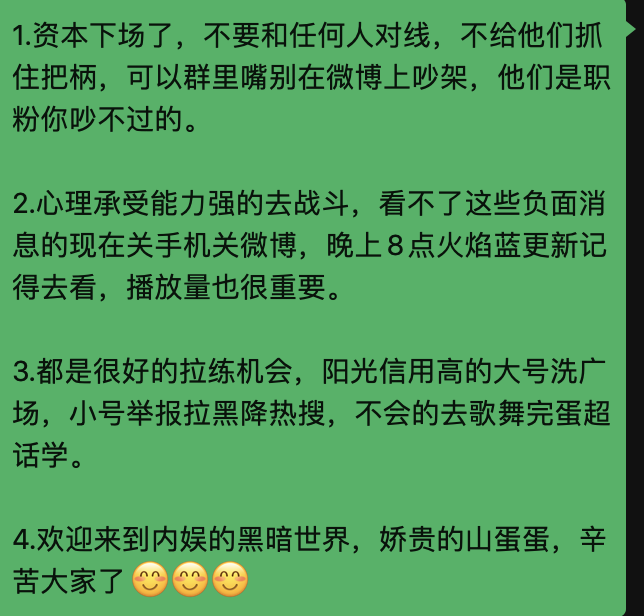 1.资本下场了，不要和任何人对线，不给他们抓
住把柄，可以群里嘴别在微博上吵架，他们是职
粉你吵不过的。
2.心理承受能力强的去战斗，看不了这些负面消
息的现在关手机关微博，晚上8点火焰蓝更新记
得去看，播放量也很重要。
3.都是很好的拉练机会，阳光信用高的大号洗广
场，小号举报拉黑降热搜，不会的去歌舞完蛋超
话学。
4.欢迎来到内娱的黑暗世界，娇贵的山蛋蛋，辛
苦大家了😊😊😊